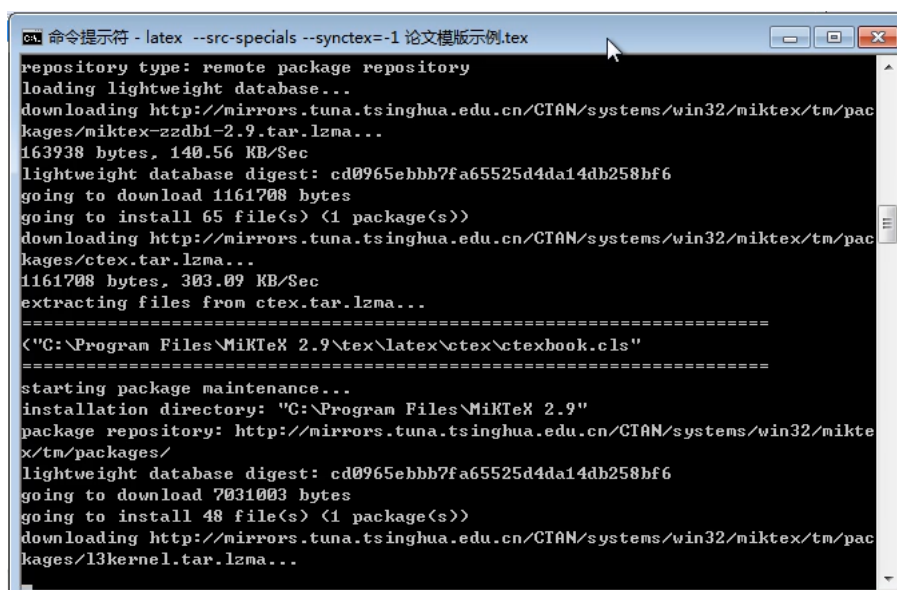 命令提示符 - latex --src-specials --synctex=-1 论文模版示例.tex
repository type: remote package repository
loading lightweight database...
downloading http://mirrors.tuna.tsinghua.edu.cn/CTAN/systems/win32/miktex/tm/pac
kages/miktex-zzdb1-2.9.tar.lzma...
163938 bytes, 140.56 KB/Sec
lightweight database digest: cd0965ebbb7fa65525d4da14db258bf6
going to download 1161708 bytes
going to install 65 file(s) (1 package(s))
downloading http://mirrors.tuna.tsinghua.edu.cn/CTAN/systems/win32/miktex/tm/pac
kages/ctex.tar.lzma...
1161708 bytes, 303.09 KB/Sec
extracting files from ctex.tar.lzma...
======================================================================
("C:\Program Files\MiKTeX 2.9\tex\latex\ctex\ctexbook.cls"
======================================================================
starting package maintenance...
installation directory: "C:\Program Files\MiKTeX 2.9"
package repository: http://mirrors.tuna.tsinghua.edu.cn/CTAN/systems/win32/mikte
x/tm/packages/
lightweight database digest: cd0965ebbb7fa65525d4da14db258bf6
going to download 7031003 bytes
going to install 48 file(s) (1 package(s))
downloading http://mirrors.tuna.tsinghua.edu.cn/CTAN/systems/win32/miktex/tm/pac
kages/l3kernel.tar.lzma...